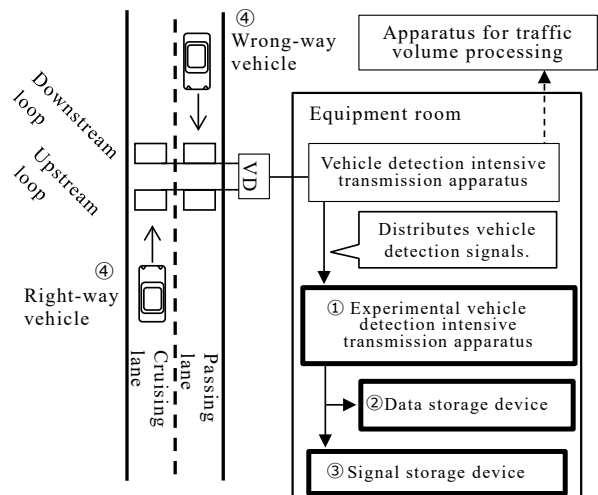 ④
Wrong-way
vehicle
Apparatus for traffic
volume processing
Downstream
loop
Upstream
loop
VD
Equipment room
Vehicle detection intensive
transmission apparatus
Distributes vehicle
detection signals.
④
Right-way
vehicle
Cruising
lane
Passing
lane
① Experimental vehicle
detection intensive
transmission apparatus
②Data storage device
③ Signal storage device